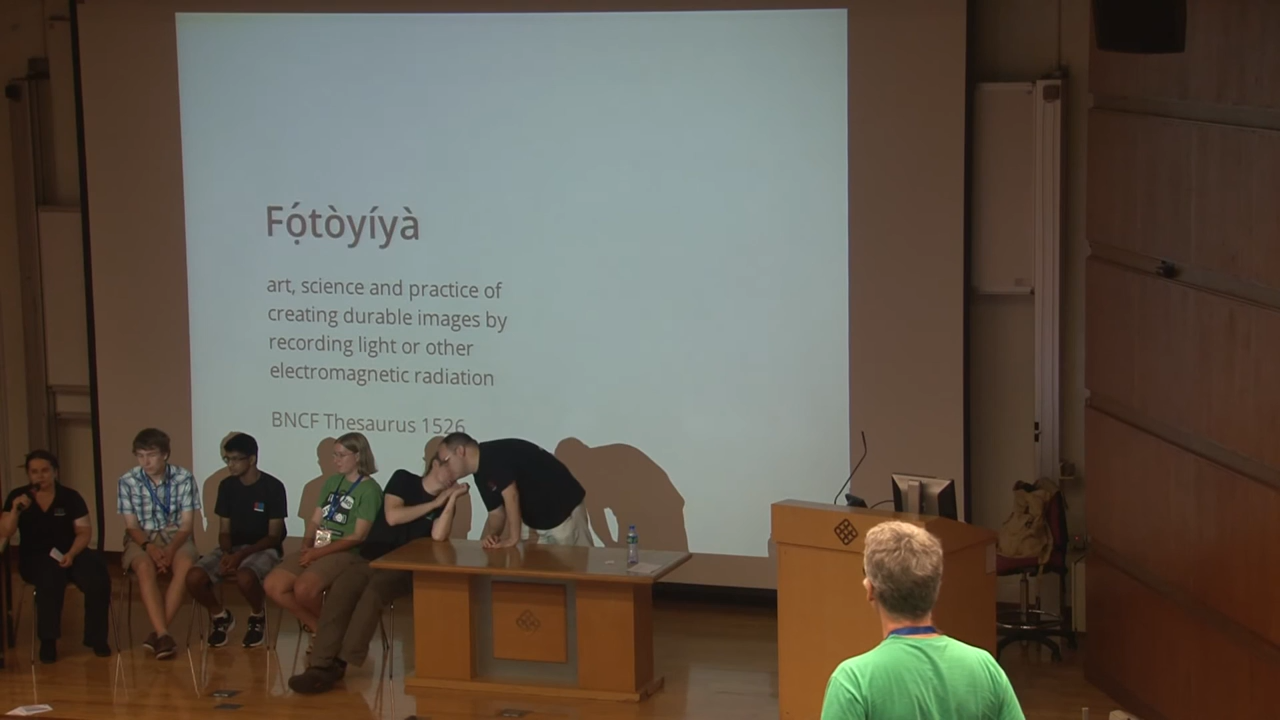 Fọ́tòyíyà
art, science and practice of
creating durable images by
recording light or other
electromagnetic radiation
BNCF Thesaurus 1526